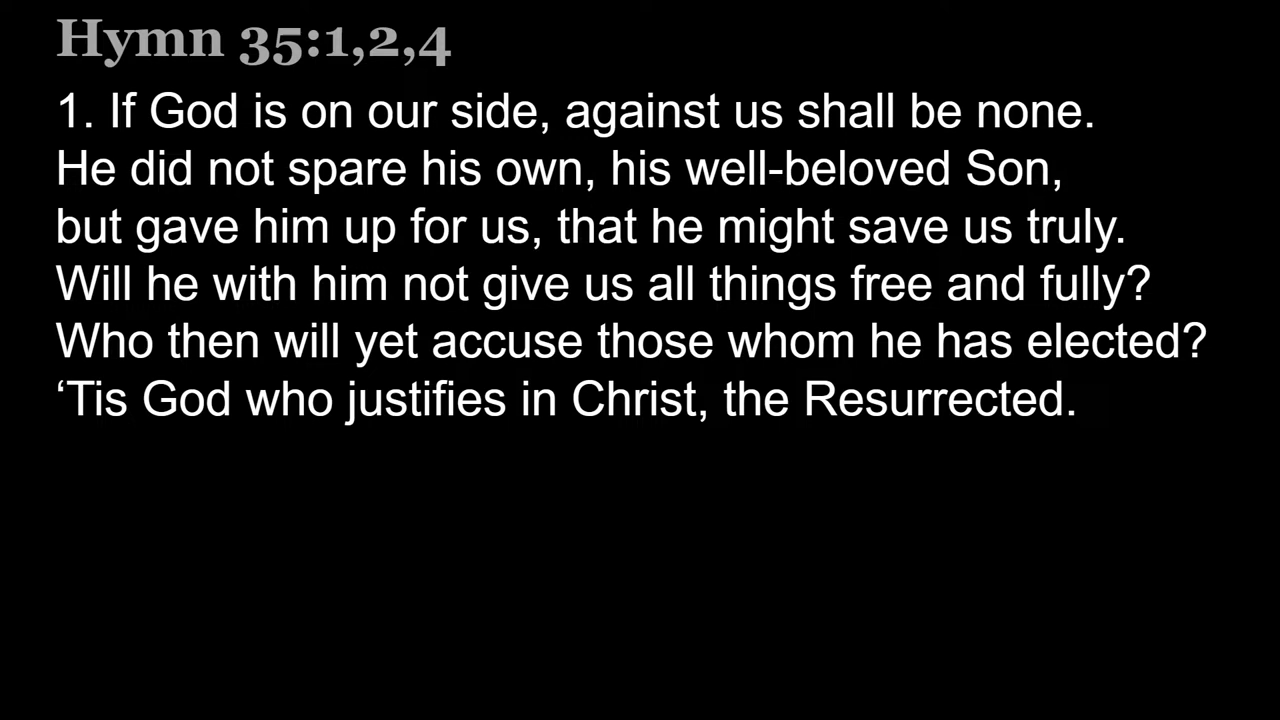 Hymn 35:1,2,4
1. If God is on our side, against us shall be none.
He did not spare his own, his well-beloved Son,
but gave him up for us, that he might save us truly.
Will he with him not give us all things free and fully?
Who then will yet accuse those whom he has elected?
‘Tis God who justifies in Christ, the Resurrected.